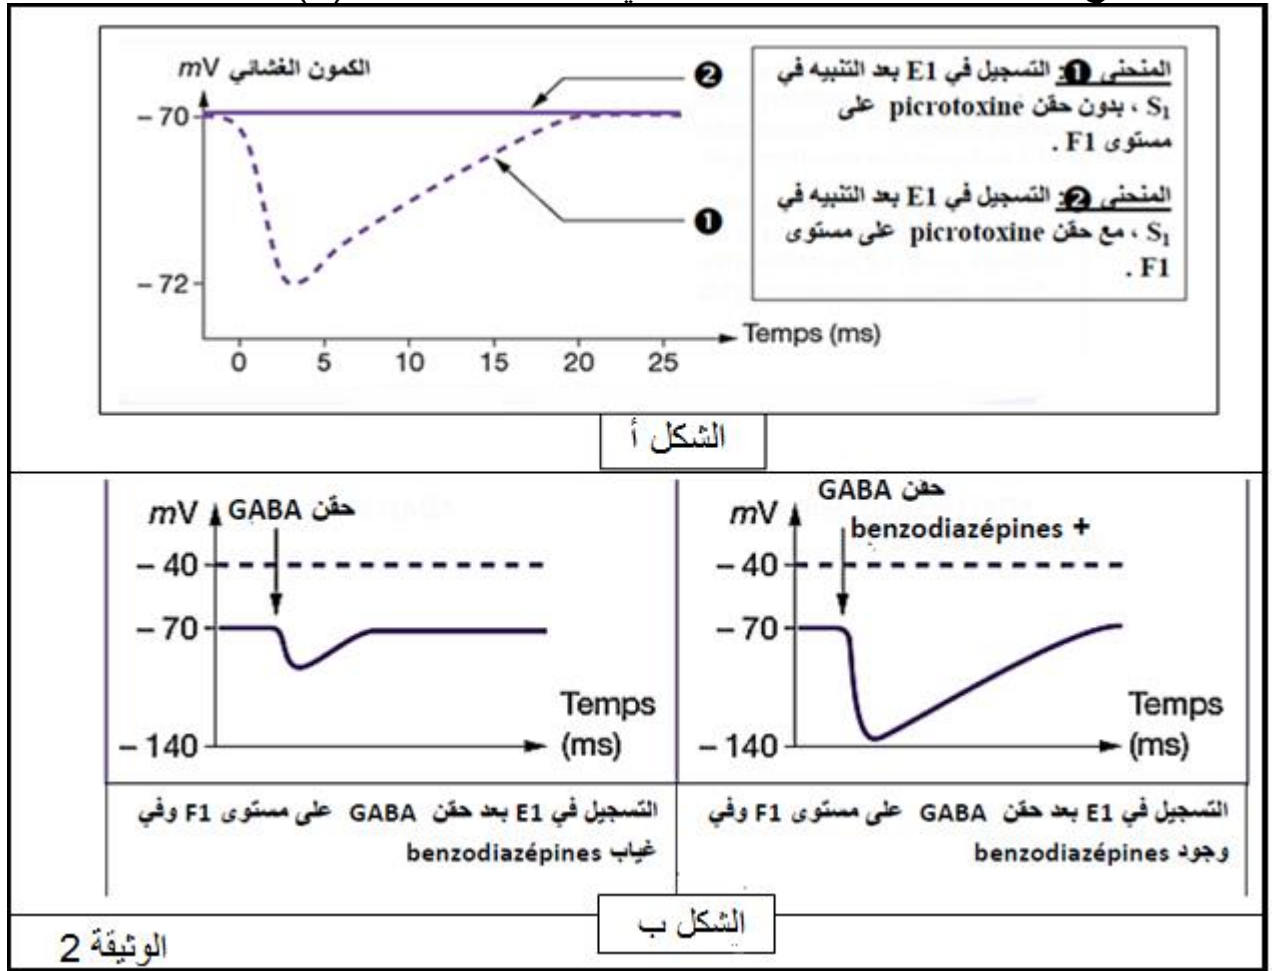 الكمون الغشائي mV
❷
– 70
❶
– 72
Temps (ms)
0 5 10 15 20 25
المنحنى ❶: التسجيل في E1 بعد التنبيه في
S₁ ، بدون حقن picrotoxine على
مستوى F1 .
المنحنى ❷: التسجيل في E1 بعد التنبيه في
S₁ ، مع حقن picrotoxine على مستوى
F1 .
الشكل أ
حقن GABA
mV
– 40
– 70
– 140
Temps
(ms)
التسجيل في E1 بعد حقن GABA على مستوى F1 وفي
غياب benzodiazépines
حقن GABA
benzodiazépines +
mV
– 40
– 70
– 140
Temps
(ms)
التسجيل في E1 بعد حقن GABA على مستوى F1 وفي
وجود benzodiazépines
الشكل ب
الوثيقة 2